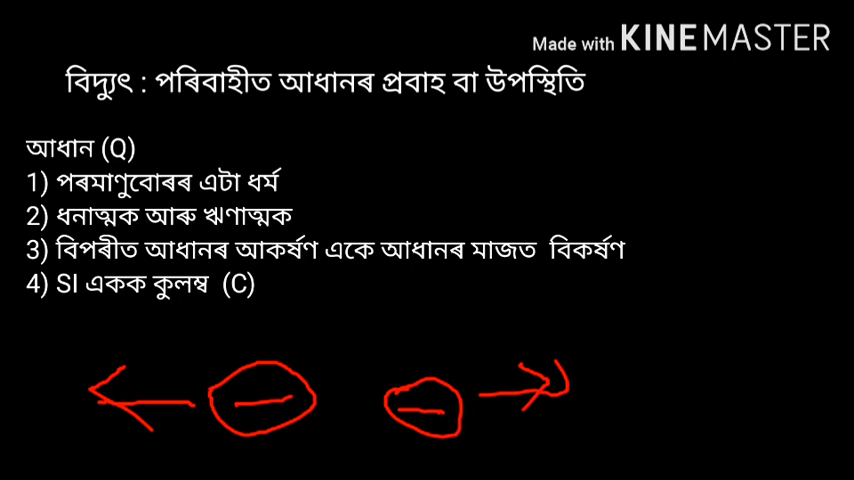 Made with KINEMASTER
বিদ্যুৎ : পৰিবাহীত আধানৰ প্ৰবাহ বা উপস্থিতি
আধান (Q)
1) পৰমাণুবোৰৰ এটা ধৰ্ম
2) ধনাত্মক আৰু ঋণাত্মক
3) বিপৰীত আধানৰ আকৰ্ষণ একে আধানৰ মাজত বিকৰ্ষণ
4) SI একক কুলম্ব (C)